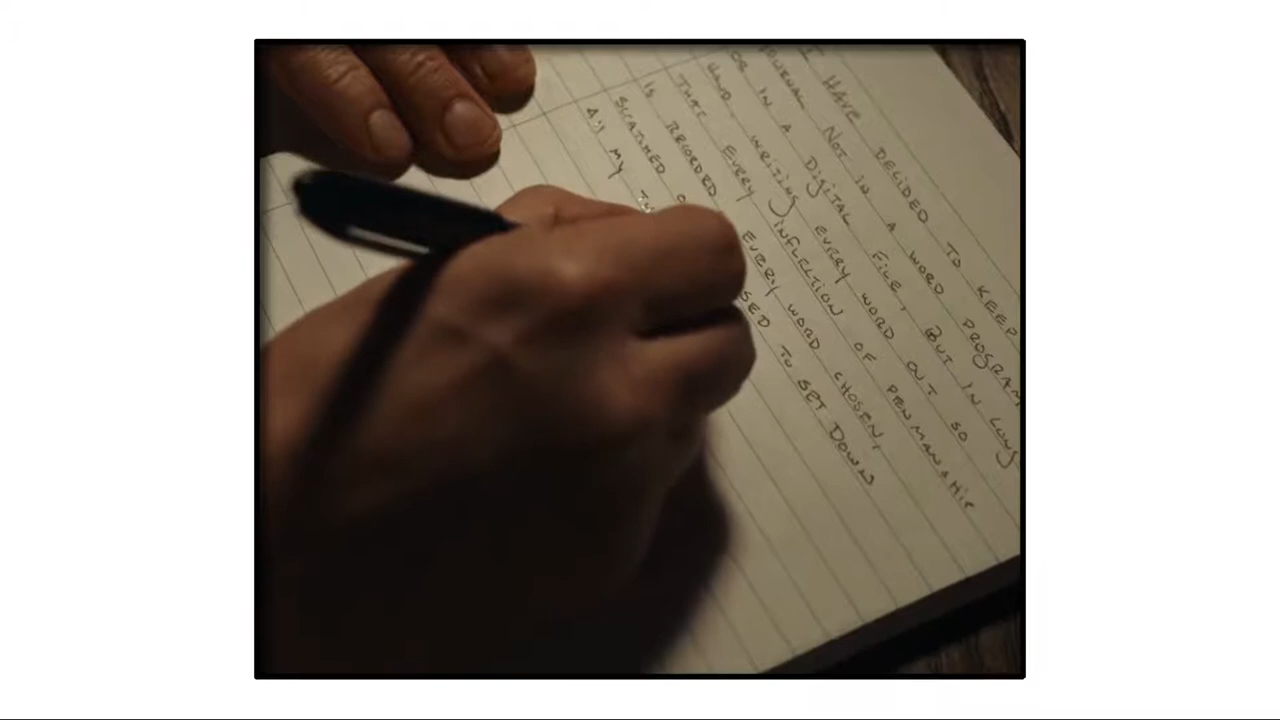 I HAVE DECIDED TO KEEP
JOURNAL NOT IN A WORD PROGRAM
OR IN A DIGITAL FILE, BUT IN LONG
HAND WRITING EVERY WORD OUT SO
THAT EVERY INFLECTION OF PENMANSHIP
IS RECORDED EVERY WORD CHOSEN,
SCRATCHED TO SET DOWN
ALL MY